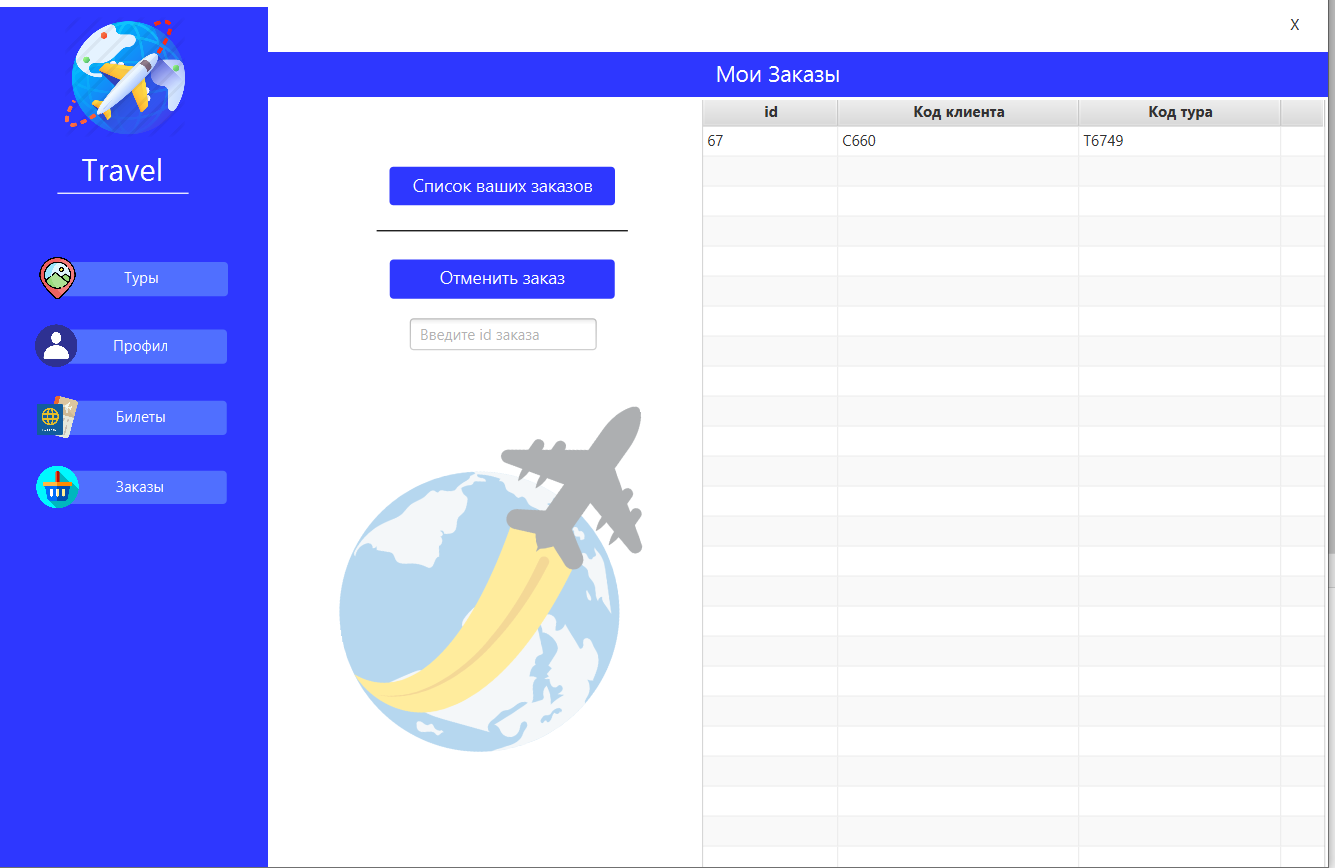 X
Мои Заказы
Travel
Туры
Профил
Билеты
Заказы
Список ваших заказов
Отменить заказ
Введите id заказа
id Код клиента Код тура
67 C660 T6749